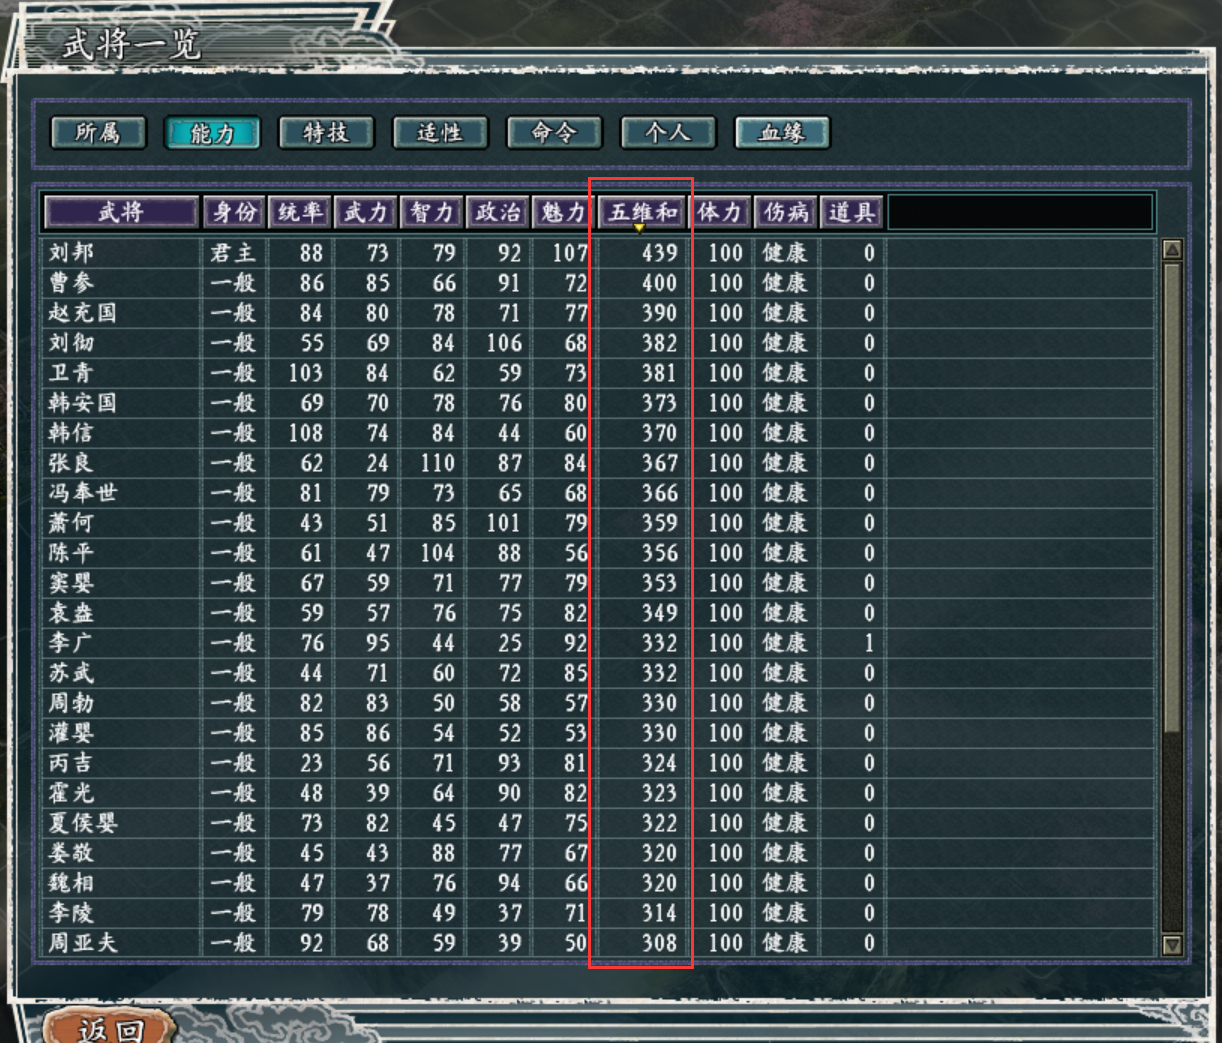 武将一览
所属 能力 特技 适性 命令 个人 血缘
武将 身份 统率 武力 智力 政治 魅力 五维和 体力 伤病 道具
刘邦 君主 88 73 79 92 107 439 100 健康 0
曹参 一般 86 85 66 91 72 400 100 健康 0
赵充国 一般 84 80 78 71 77 390 100 健康 0
刘彻 一般 55 69 84 106 68 382 100 健康 0
卫青 一般 103 84 62 59 73 381 100 健康 0
韩安国 一般 69 70 78 76 80 373 100 健康 0
韩信 一般 108 74 84 44 60 370 100 健康 0
张良 一般 62 24 110 87 84 367 100 健康 0
冯奉世 一般 81 79 73 65 68 366 100 健康 0
萧何 一般 43 51 85 101 79 359 100 健康 0
陈平 一般 61 47 104 88 56 356 100 健康 0
窦婴 一般 67 59 71 77 79 353 100 健康 0
袁盎 一般 59 57 76 75 82 349 100 健康 0
李广 一般 76 95 44 25 92 332 100 健康 1
苏武 一般 44 71 60 72 85 332 100 健康 0
周勃 一般 82 83 50 58 57 330 100 健康 0
灌婴 一般 85 86 54 52 53 330 100 健康 0
丙吉 一般 23 56 71 93 81 324 100 健康 0
霍光 一般 48 39 64 90 82 323 100 健康 0
夏侯婴 一般 73 82 45 47 75 322 100 健康 0
娄敬 一般 45 43 88 77 67 320 100 健康 0
魏相 一般 47 37 76 94 66 320 100 健康 0
李陵 一般 79 78 49 37 71 314 100 健康 0
周亚夫 一般 92 68 59 39 50 308 100 健康 0
返回